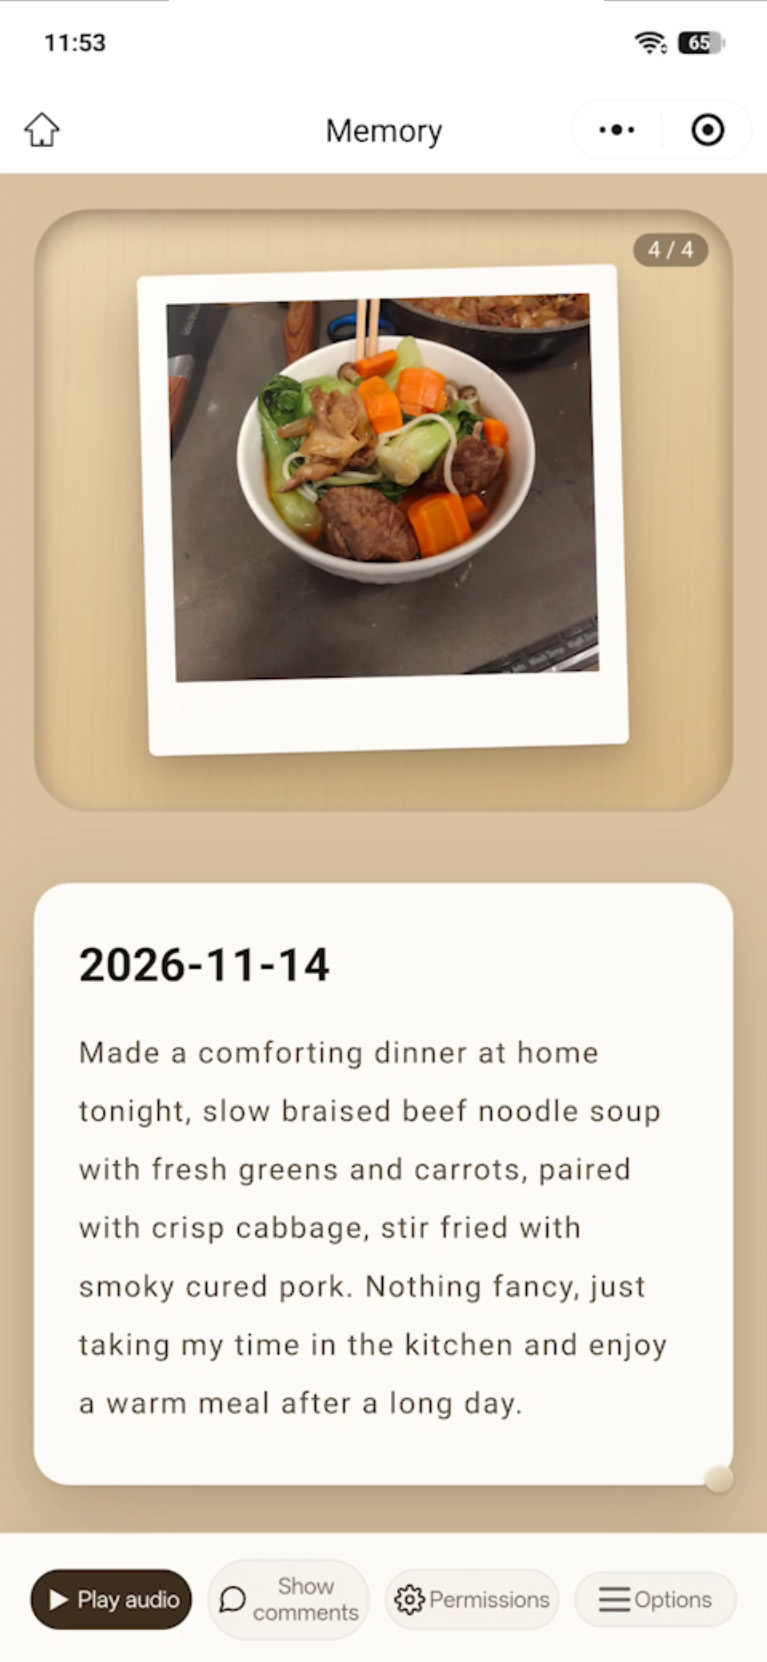 11:53
65
Memory
4 / 4
Wash Temp
2026-11-14
Made a comforting dinner at home
tonight, slow braised beef noodle soup
with fresh greens and carrots, paired
with crisp cabbage, stir fried with
smoky cured pork. Nothing fancy, just
taking my time in the kitchen and enjoy
a warm meal after a long day.
Play audio
Show
comments
Permissions
Options